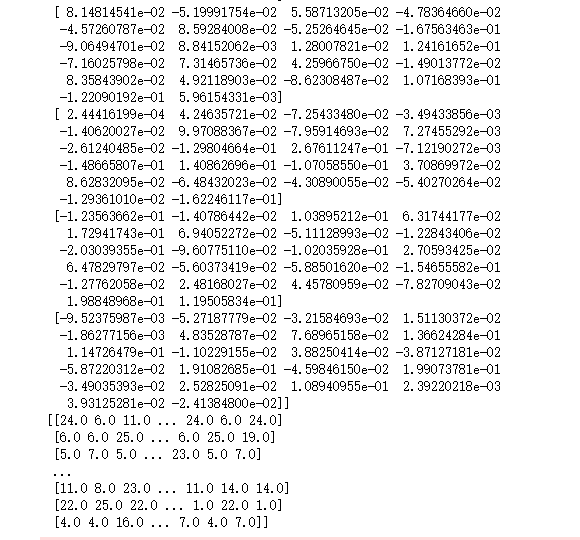 [ 8.14814541e-02 -5.19991754e-02 5.58713205e-02 -4.78364660e-02
-4.57260787e-02 8.59284008e-02 -5.25264645e-02 -1.67563463e-01
-9.06494701e-02 8.84152062e-03 1.28007821e-02 1.24161652e-01
-7.16025798e-02 7.31465736e-02 4.25966750e-02 -1.49013772e-02
8.35843902e-02 4.92118903e-02 -8.62308487e-02 1.07168393e-01
-1.22090192e-01 5.96154331e-03]
[ 2.44416199e-04 4.24635721e-02 -7.25433480e-02 -3.49433856e-03
-1.40620027e-02 9.97088367e-02 -7.95914693e-02 7.27455292e-03
-2.61240485e-02 -1.29804664e-01 2.67611247e-01 -7.12190272e-03
-1.48665807e-01 1.40862696e-01 -1.07058550e-01 3.70869972e-02
8.62832095e-02 -6.48432023e-02 -4.30890055e-02 -5.40270264e-02
-1.29361010e-02 -1.62246117e-01]
[-1.23563662e-01 -1.40786442e-02 1.03895212e-01 6.31744177e-02
1.72941743e-01 6.94052272e-02 -5.11128993e-02 -1.22843406e-02
-2.03039355e-01 -9.60775110e-02 -1.02035928e-01 2.70593425e-02
6.47829797e-02 -5.60373419e-02 -5.88501620e-02 -1.54655582e-01
-1.27762058e-02 2.48168027e-02 4.45780959e-02 -7.82709043e-02
1.98848968e-01 1.19505834e-01]
[-9.52375987e-03 -5.27187779e-02 -3.21584693e-02 1.51130372e-02
-1.86277156e-03 4.83528787e-02 7.68965158e-02 1.36624284e-01
1.14726479e-01 -1.10229155e-02 3.88250414e-02 -3.87127181e-02
-5.87220312e-02 1.91082685e-01 -4.59846150e-02 1.99073781e-01
-3.49035393e-02 2.52825091e-02 1.08940955e-01 2.39220218e-03
3.93125281e-02 -2.41384800e-02]]
[[24.0 6.0 11.0 ... 24.0 6.0 24.0]
[6.0 6.0 25.0 ... 6.0 25.0 19.0]
[5.0 7.0 5.0 ... 23.0 5.0 7.0]
...
[11.0 8.0 23.0 ... 11.0 14.0 14.0]
[22.0 25.0 22.0 ... 1.0 22.0 1.0]
[4.0 4.0 16.0 ... 7.0 4.0 7.0]]